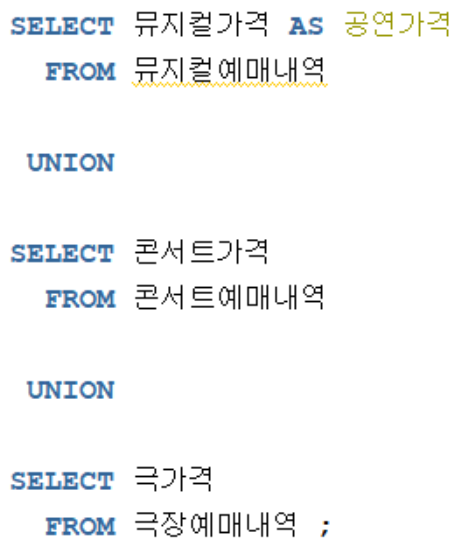 SELECT 뮤지컬가격 AS 공연가격
FROM 뮤지컬예매내역
UNION
SELECT 콘서트가격
FROM 콘서트예매내역
UNION
SELECT 극가격
FROM 극장예매내역 ;